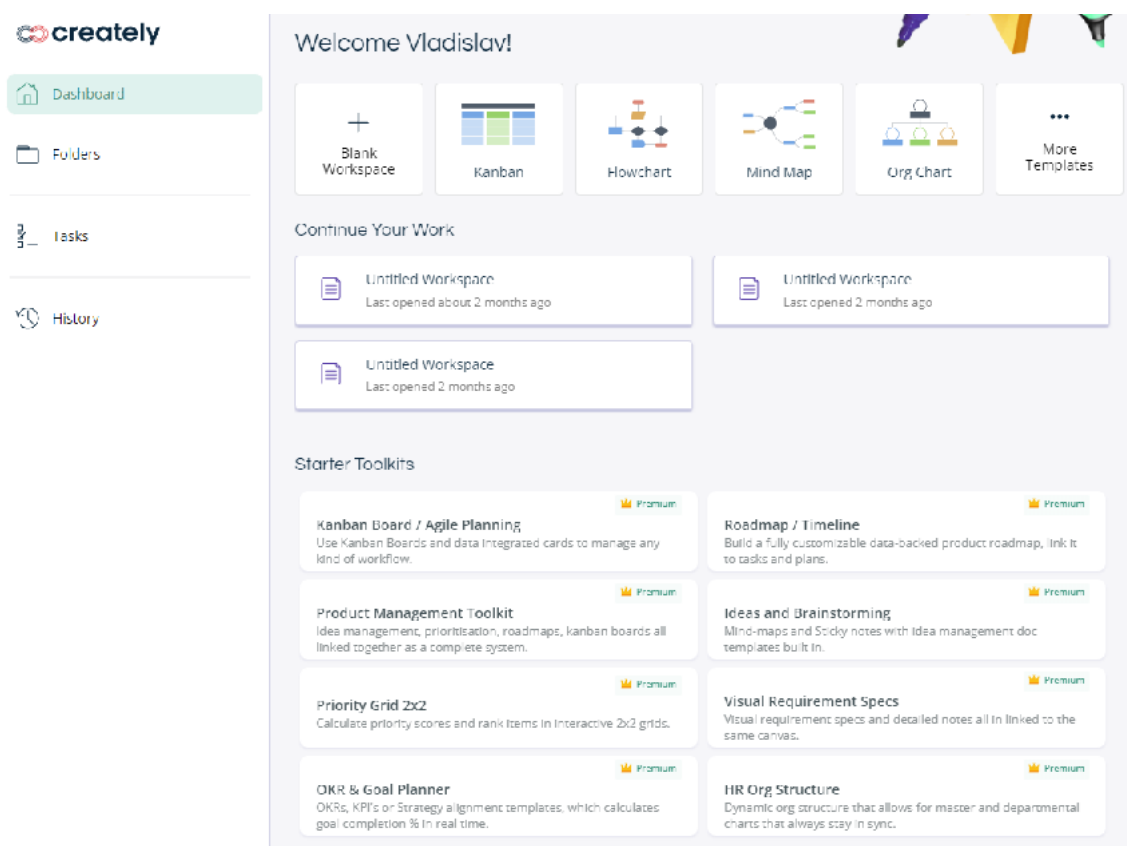 creately
Dashboard
Folders
Tasks
History
Welcome Vladislav!
Blank
Workspace
Kanban
Flowchart
Mind Map
Org Chart
More
Templates
Continue Your Work
Untitled Workspace
Last opened about 2 months ago
Untitled Workspace
Last opened 2 months ago
Untitled Workspace
Last opened 2 months ago
Starter Toolkits
Premium
Kanban Board / Agile Planning
Use Kanban Boards and data integrated cards to manage any
kind of workflow.
Premium
Roadmap / Timeline
Build a fully customizable data-backed product roadmap, link it
to tasks and plans.
Premium
Product Management Toolkit
Idea management, prioritisation, roadmaps, kanban boards all
linked together as a complete system.
Premium
Ideas and Brainstorming
Mind-maps and Sticky notes with idea management doc
templates built in.
Premium
Priority Grid 2x2
Calculate priority scores and rank items in interactive 2x2 grids.
Premium
Visual Requirement Specs
Visual requirement specs and detailed notes all in linked to the
same canvas.
Premium
OKR & Goal Planner
OKRs, KPI's or Strategy alignment templates, which calculates
goal completion % in real time.
Premium
HR Org Structure
Dynamic org structure that allows for master and departmental
charts that always stay in sync.